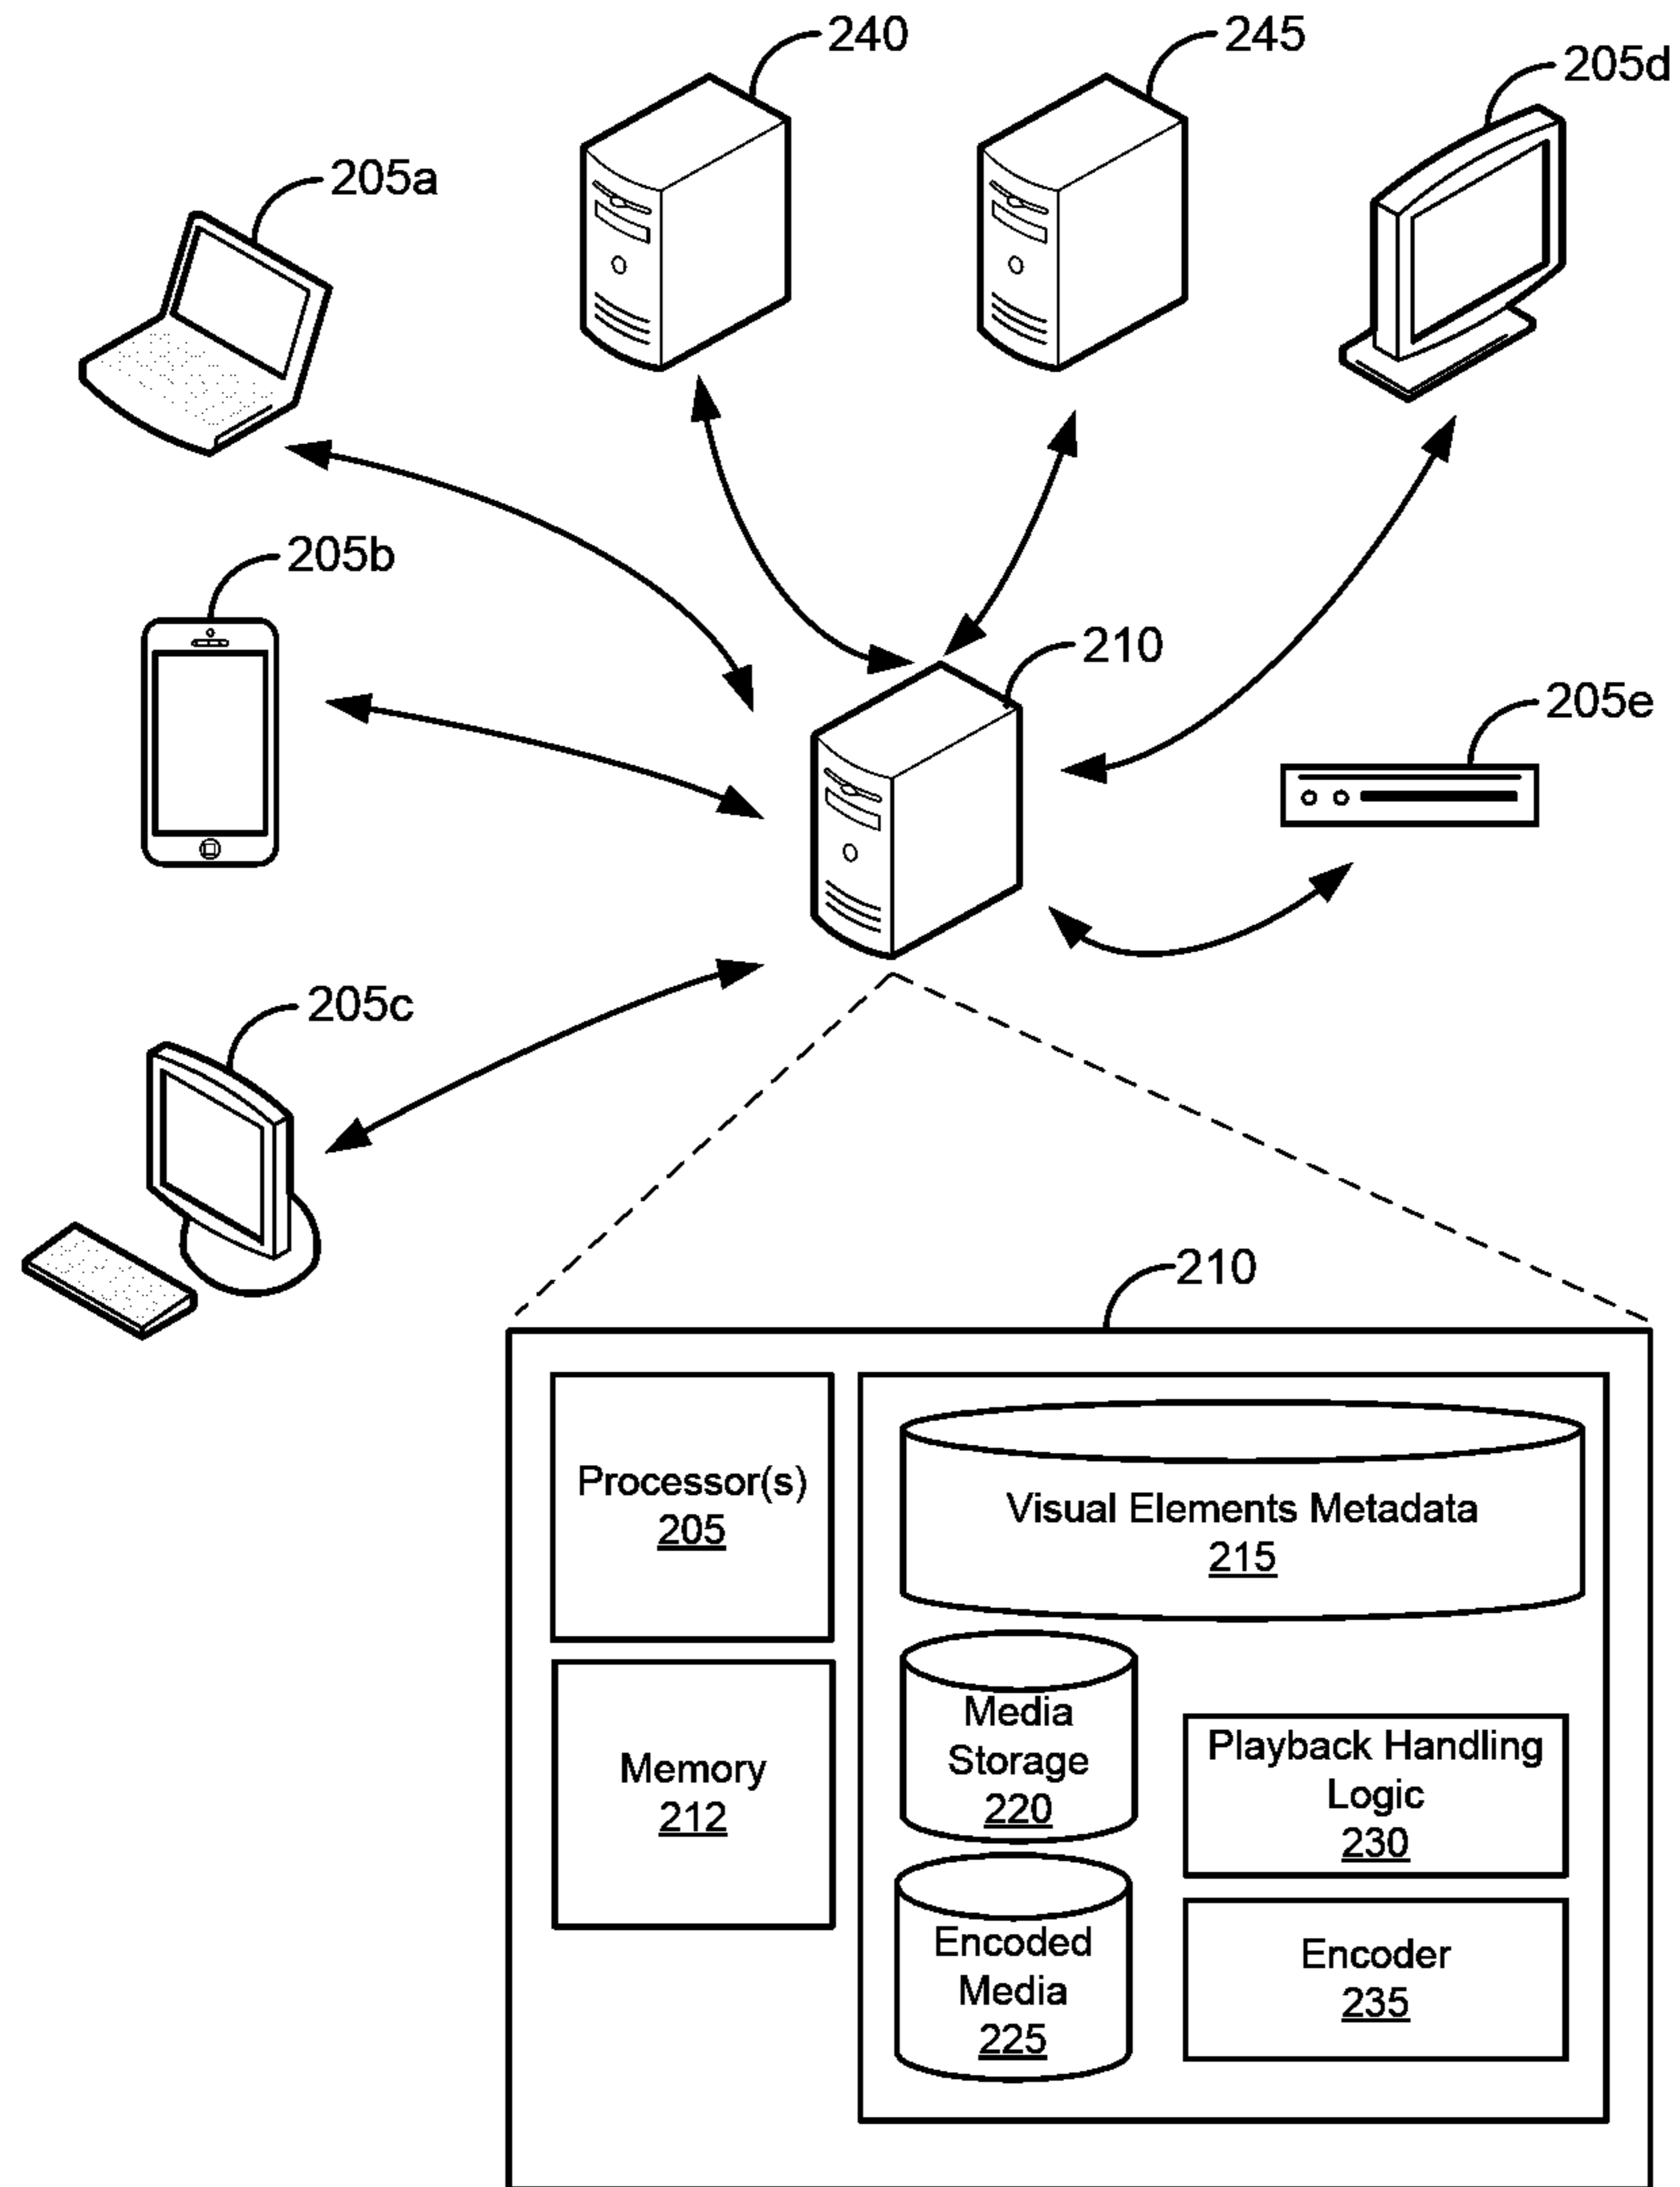 240
245
205d
205a
205b
210
205e
205c
210
Processor(s)
205
Visual Elements Metadata
215
Media
Storage
220
Memory
212
Playback Handling
Logic
230
Encoded
Media
225
Encoder
235